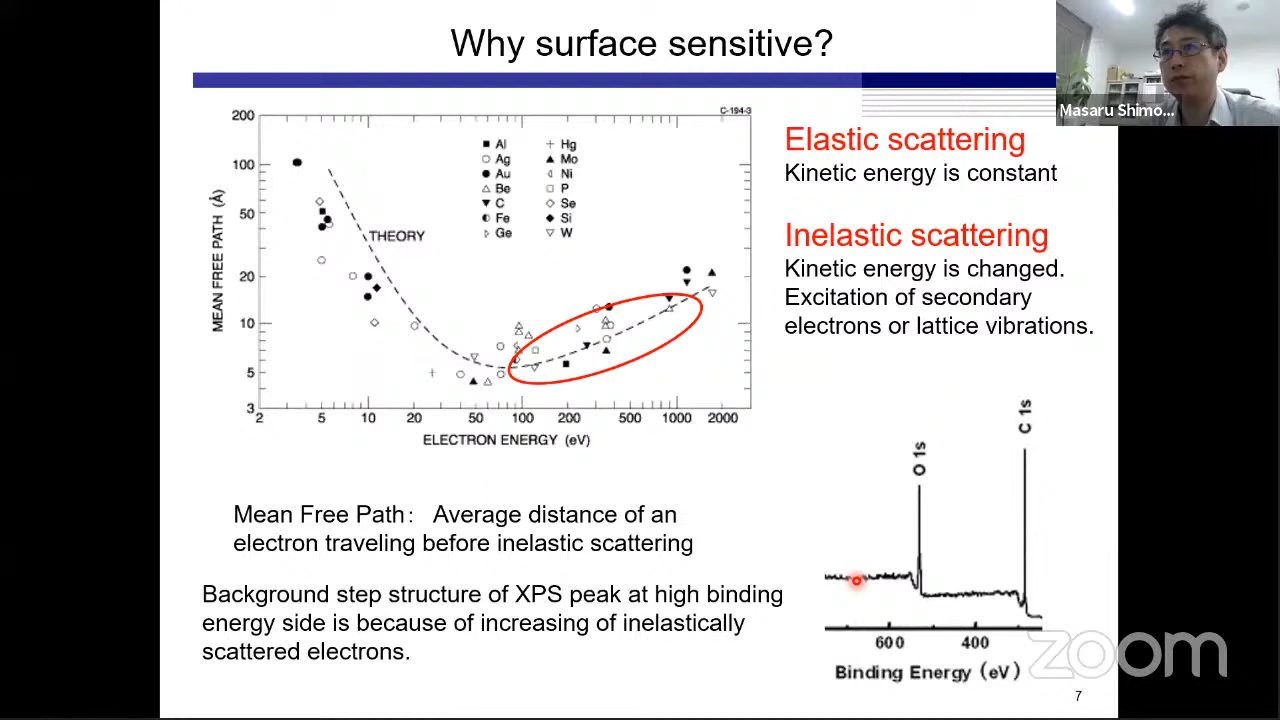 Why surface sensitive?
Masaru Shimo...
C-194-3
200
100
50
20
10
5
3
MEAN FREE PATH (Å)
THEORY
Al
Ag
Au
Be
C
Fe
Ge
Hg
Mo
Ni
P
Se
Si
W
2 5 10 20 50 100 200 500 1000 2000
ELECTRON ENERGY (eV)
Elastic scattering
Kinetic energy is constant
Inelastic scattering
Kinetic energy is changed.
Excitation of secondary
electrons or lattice vibrations.
Mean Free Path: Average distance of an
electron traveling before inelastic scattering
Background step structure of XPS peak at high binding
energy side is because of increasing of inelastically
scattered electrons.
O 1s
C 1s
600 400
Binding Energy (eV)
zoom
7